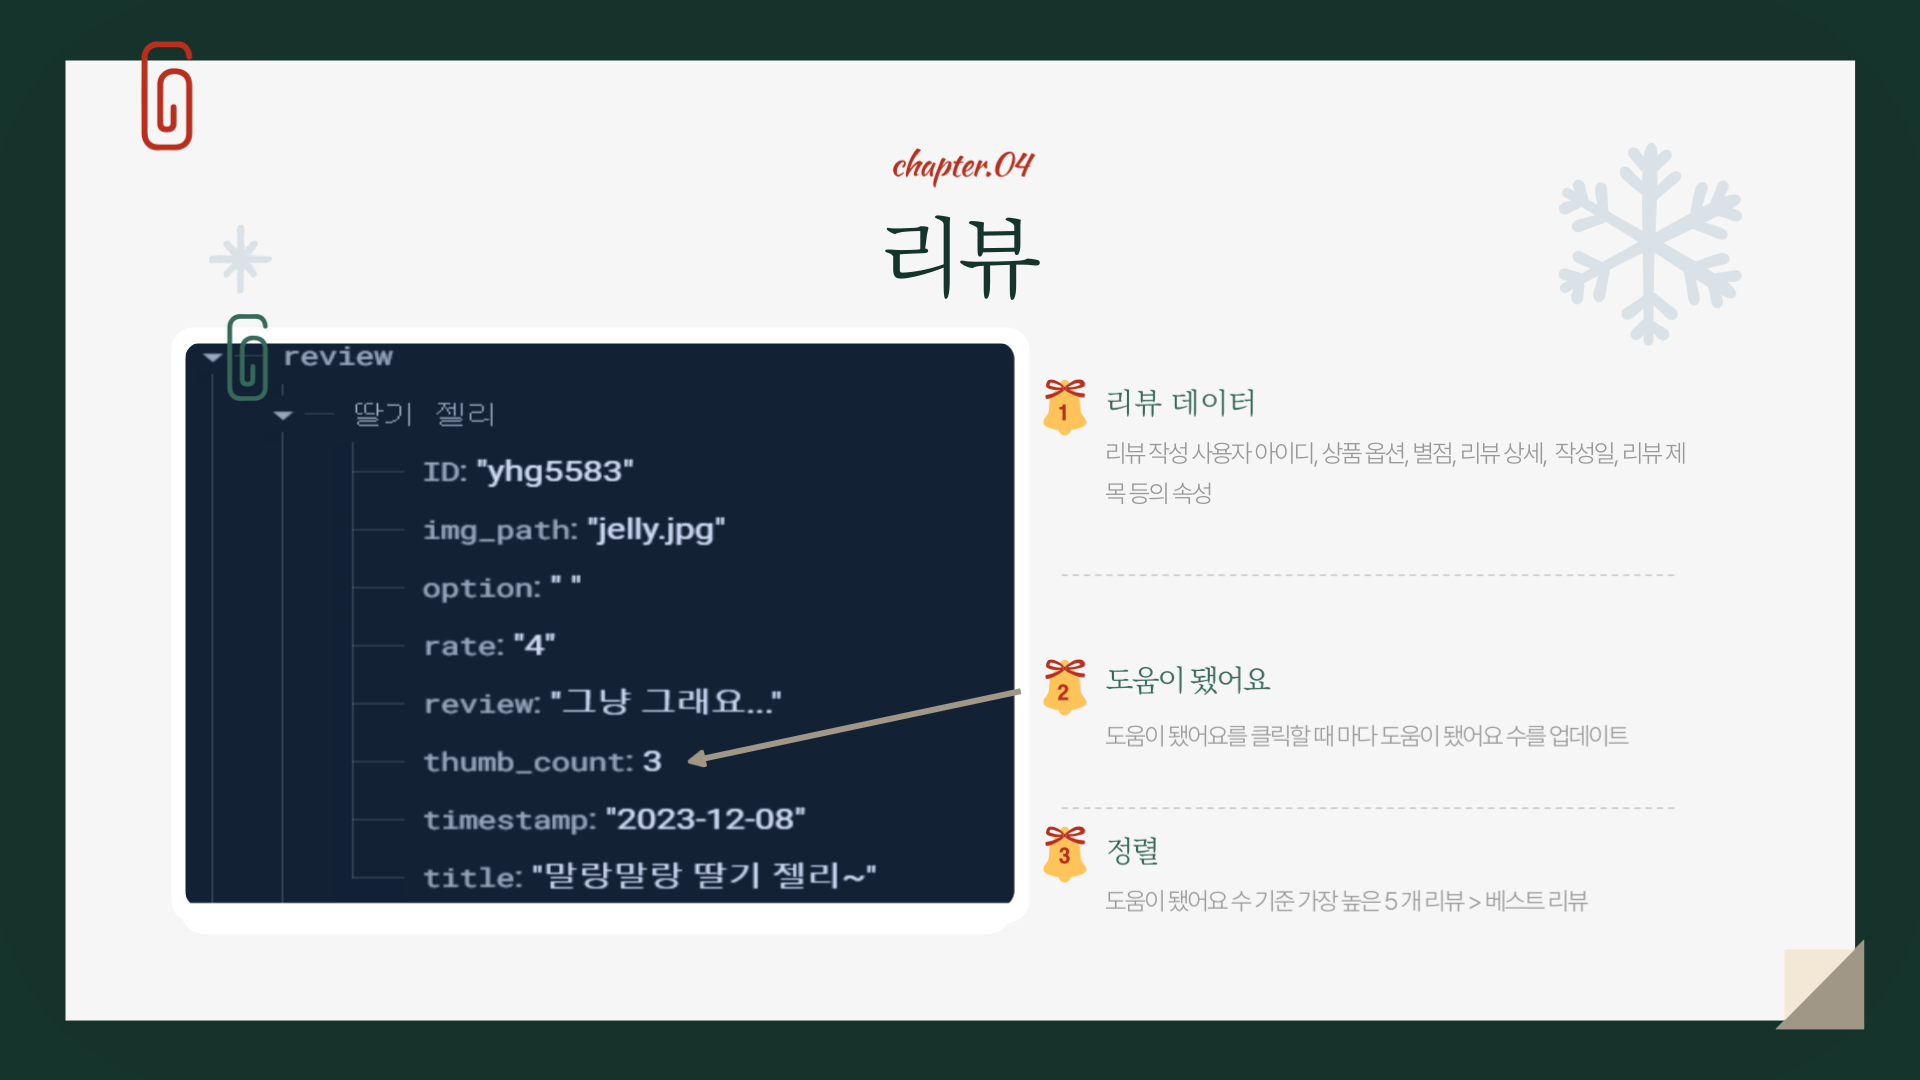 chapter.04
리뷰
review
딸기 젤리
ID: "yhg5583"
img_path: "jelly.jpg"
option: " "
rate: "4"
review: "그냥 그래요..."
thumb_count: 3
timestamp: "2023-12-08"
title: "말랑말랑 딸기 젤리~"
1
리뷰 데이터
리뷰 작성 사용자 아이디, 상품 옵션, 별점, 리뷰 상세, 작성일, 리뷰 제
목 등의 속성
2
도움이 됐어요
도움이 됐어요를 클릭할 때 마다 도움이 됐어요 수를 업데이트
3
정렬
도움이 됐어요 수 기준 가장 높은 5개 리뷰 > 베스트 리뷰